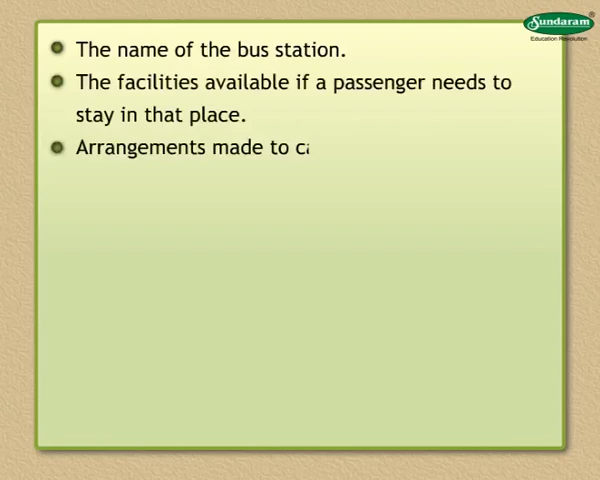 Sundaram
Education Revolution
The name of the bus station.
The facilities available if a passenger needs to
stay in that place.
Arrangements made to ca